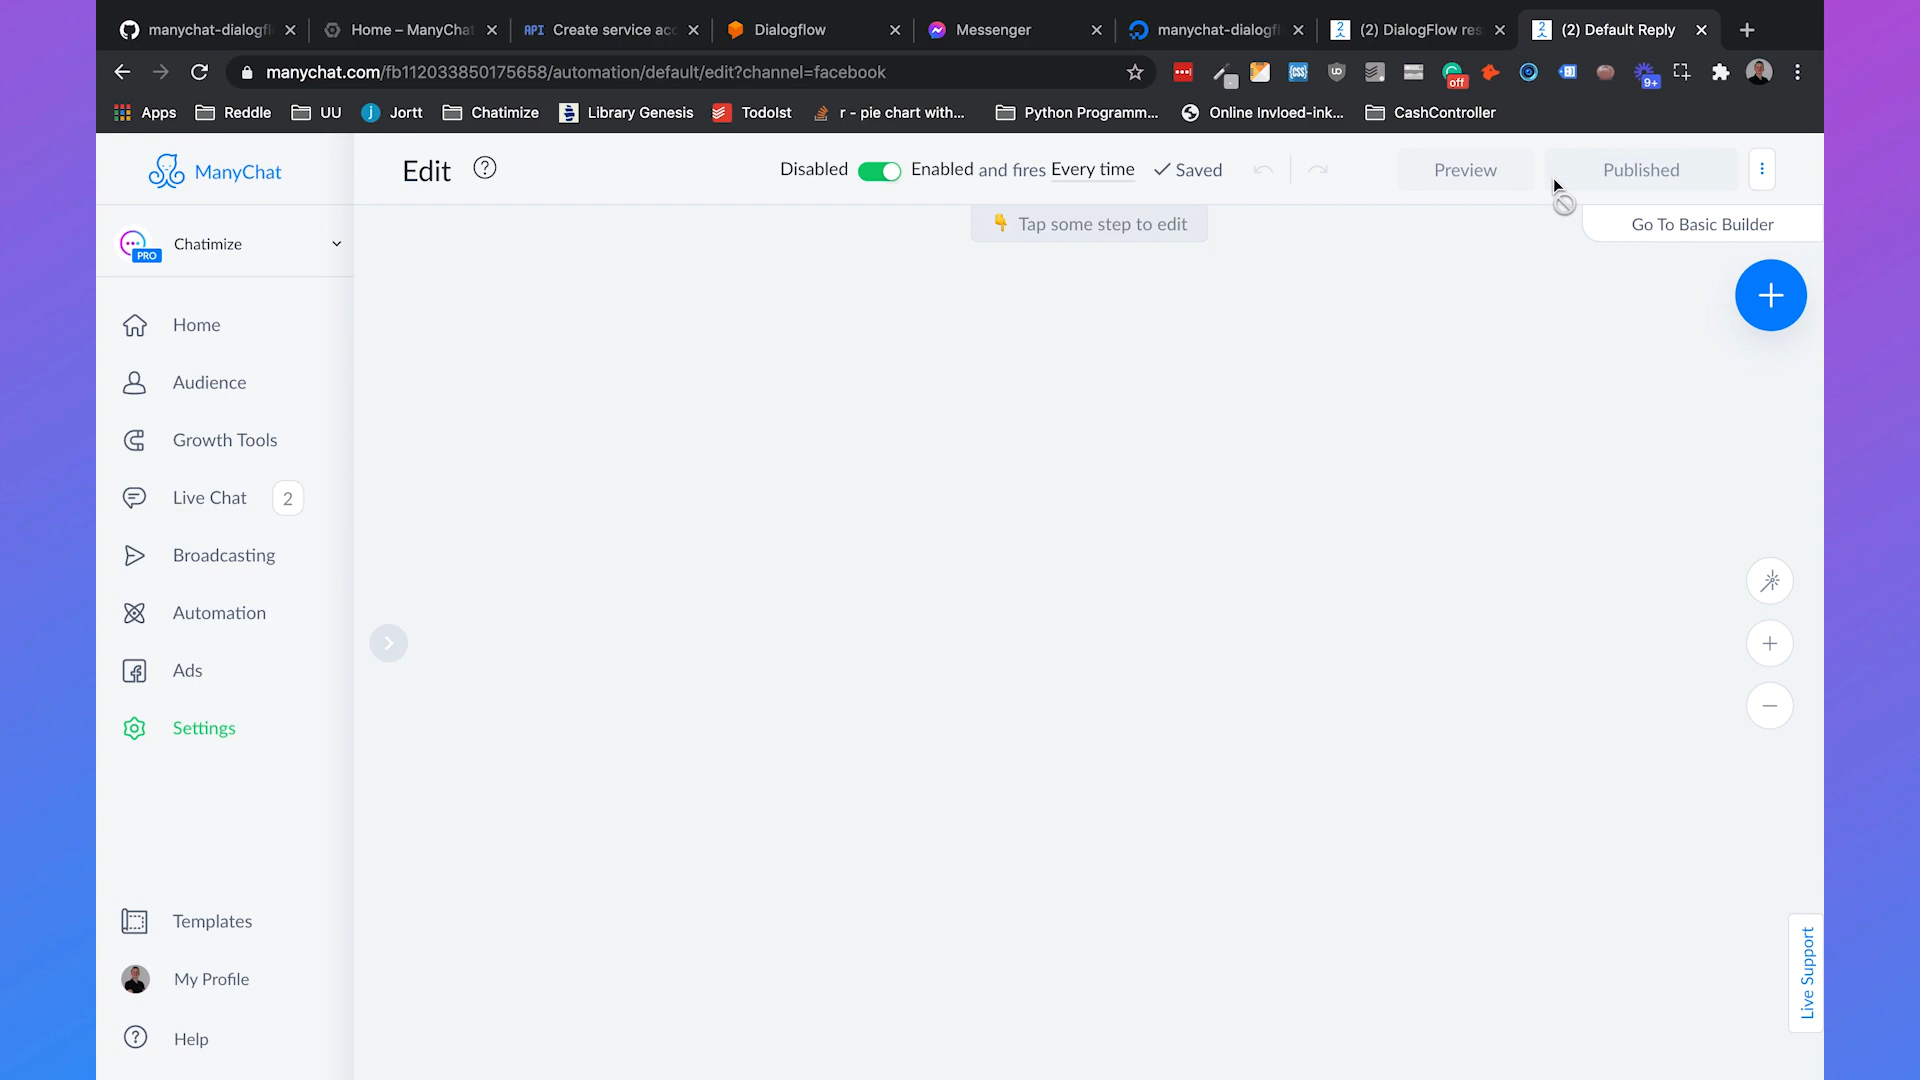 manychat-dialogfl
Home – ManyChat
API Create service acc
Dialogflow
Messenger
manychat-dialogfl
(2) DialogFlow res
(2) Default Reply
manychat.com/fb112033850175658/automation/default/edit?channel=facebook
off
9+
Apps
Reddle
UU
Jortt
Chatimize
Library Genesis
TodoIst
r - pie chart with...
Python Programm...
Online Invloed-ink...
CashController
ManyChat
Edit
Disabled
Enabled and fires Every time
Saved
Preview
Published
Tap some step to edit
Go To Basic Builder
PRO
Chatimize
Home
Audience
Growth Tools
Live Chat 2
Broadcasting
Automation
Ads
Settings
Templates
My Profile
Help
Live Support